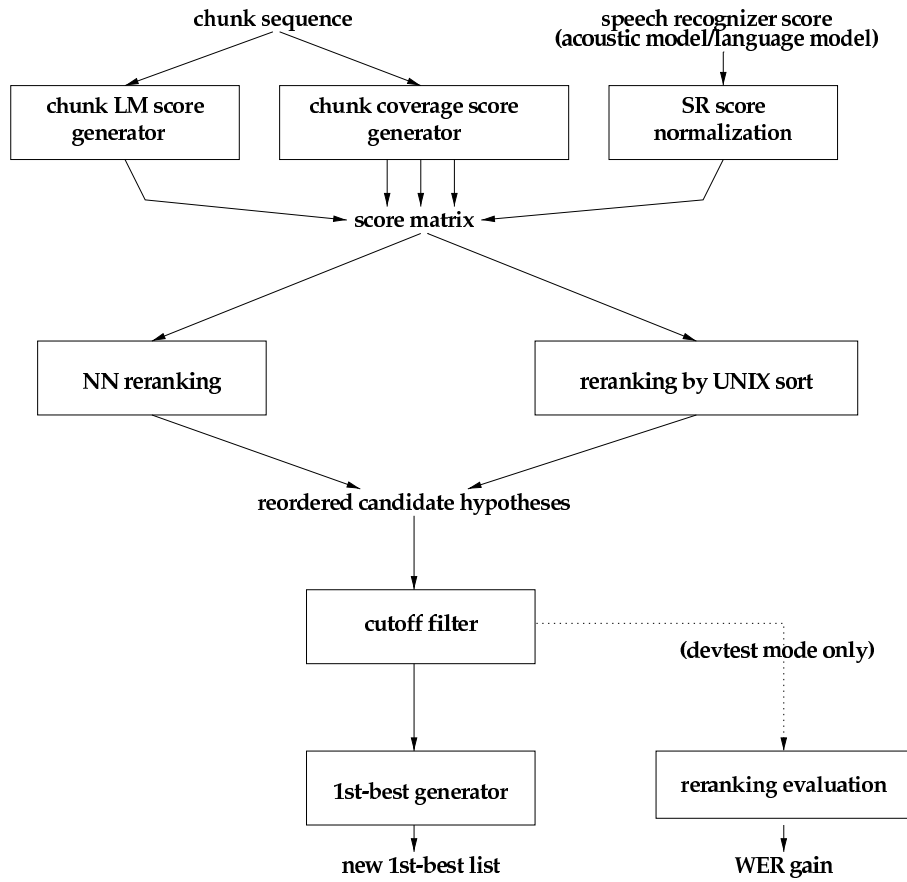 chunk sequence
speech recognizer score
(acoustic model/language model)
chunk LM score
generator
chunk coverage score
generator
SR score
normalization
score matrix
NN reranking
reranking by UNIX sort
reordered candidate hypotheses
cutoff filter
(devtest mode only)
1st-best generator
reranking evaluation
new 1st-best list
WER gain